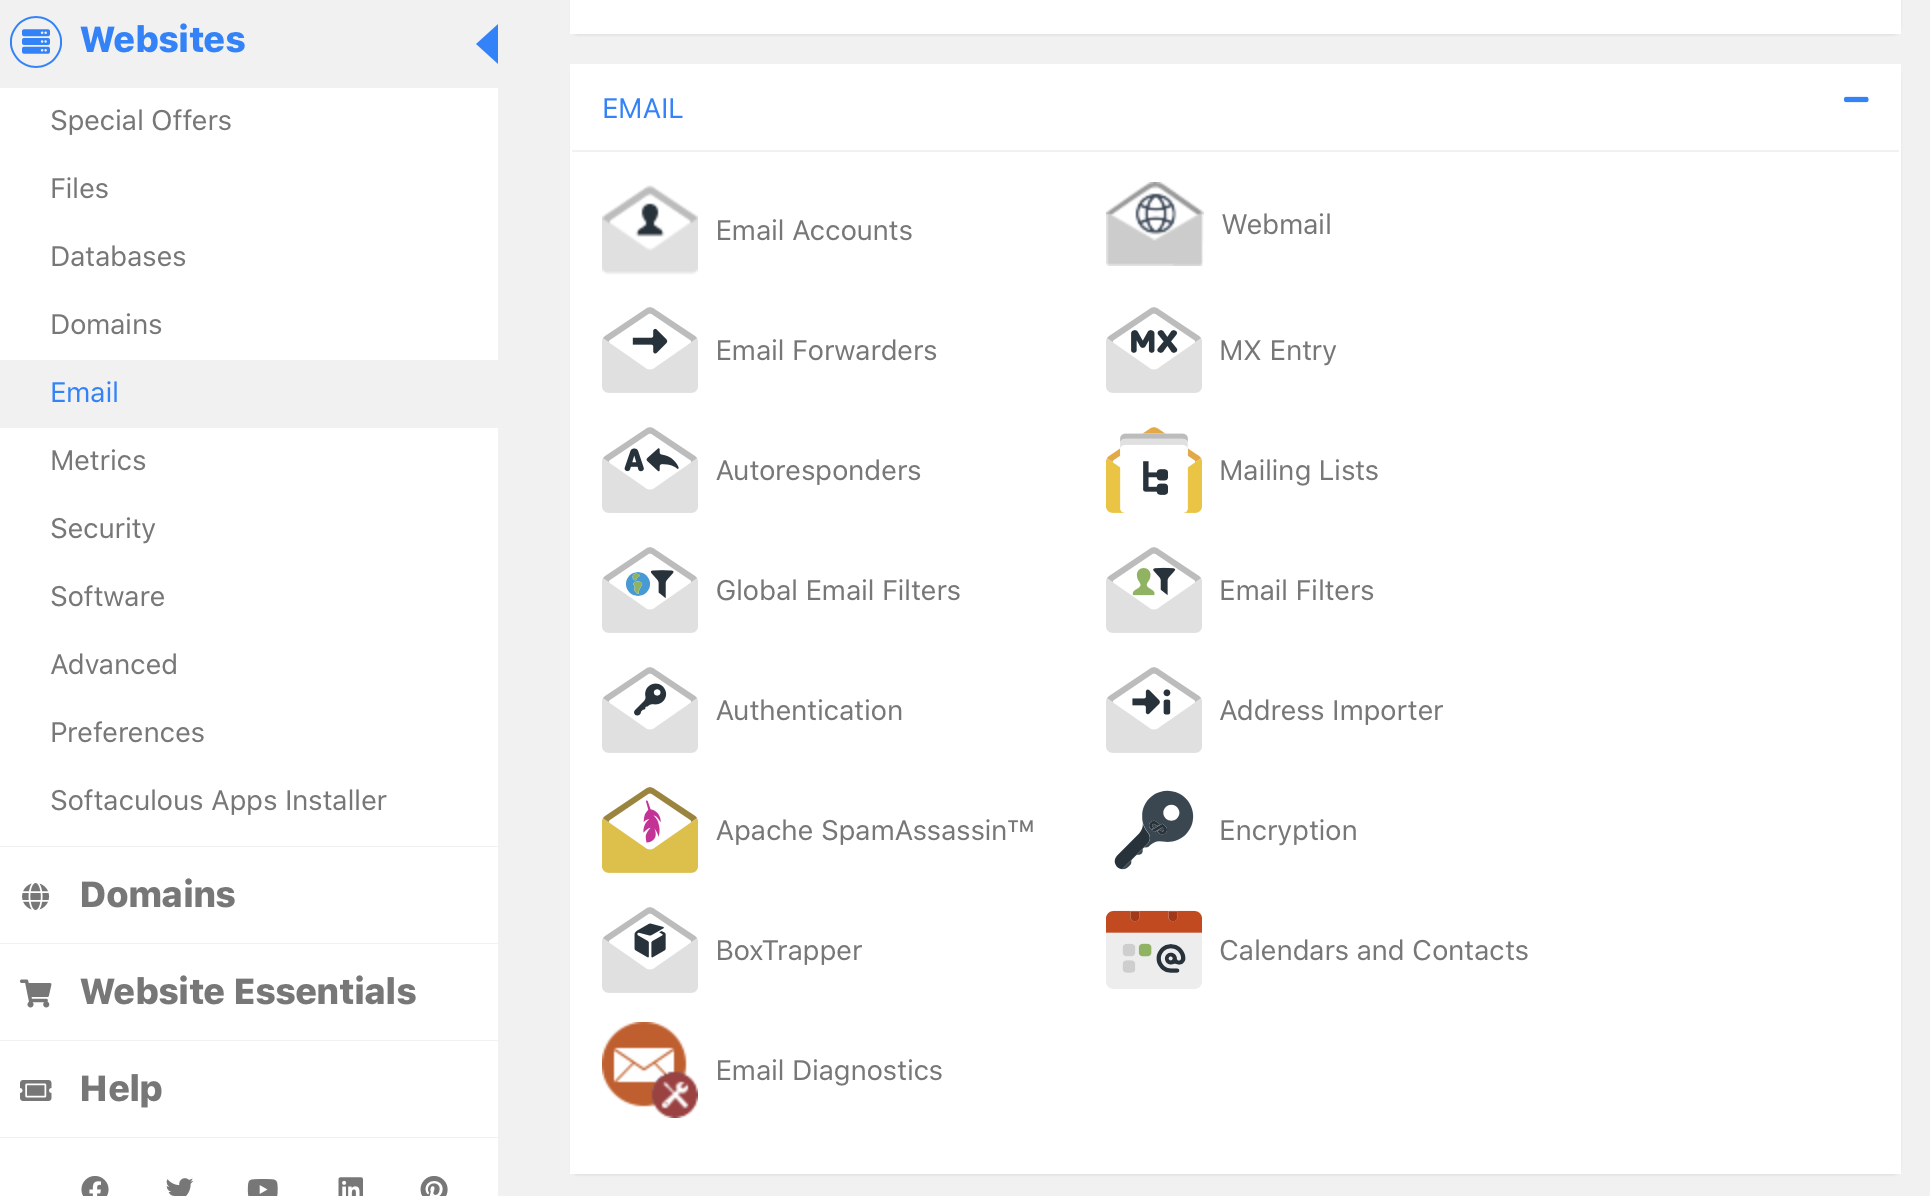 Websites
Special Offers
Files
Databases
Domains
Email
Metrics
Security
Software
Advanced
Preferences
Softaculous Apps Installer
Domains
Website Essentials
Help
EMAIL
Email Accounts
Webmail
Email Forwarders
MX
MX Entry
A
Autoresponders
Mailing Lists
Global Email Filters
Email Filters
Authentication
i
Address Importer
Apache SpamAssassin™
Encryption
BoxTrapper
@
Calendars and Contacts
Email Diagnostics